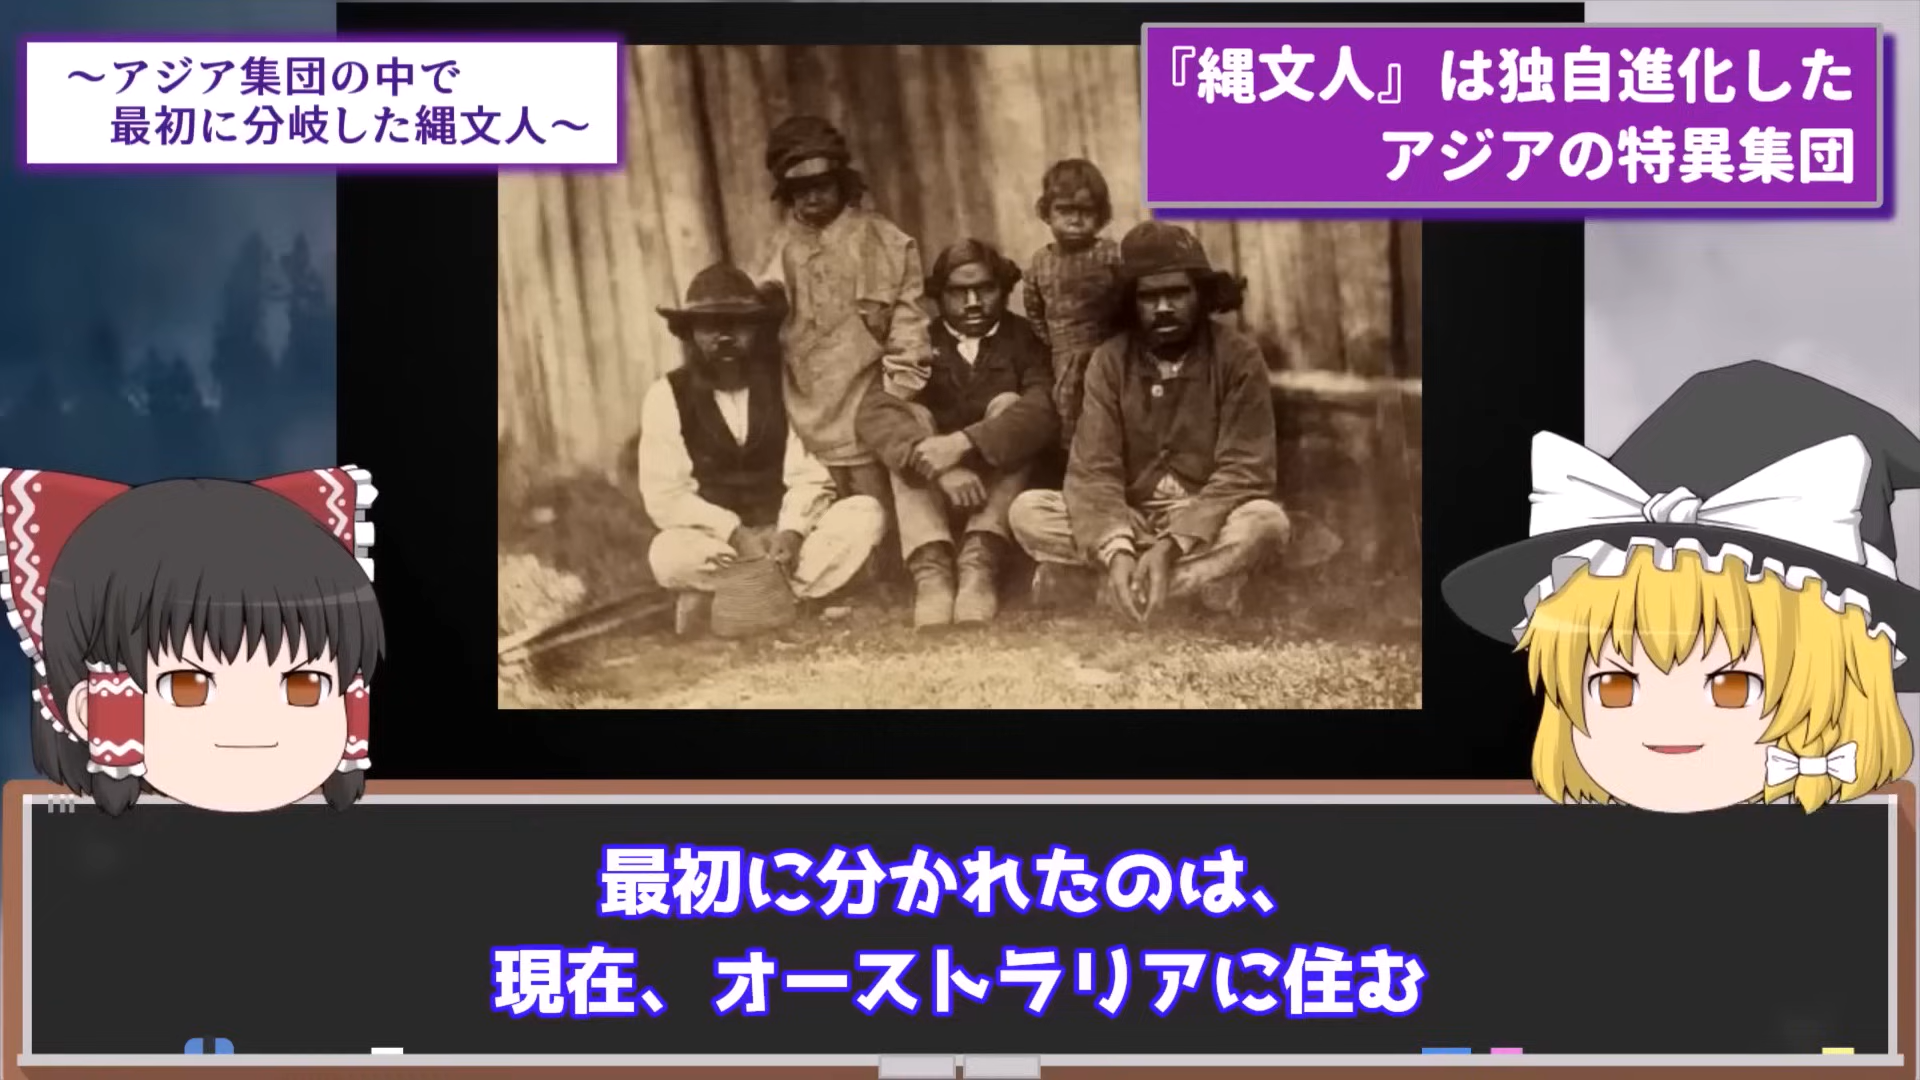 ～アジア集団の中で
最初に分岐した縄文人～
『縄文人』は独自進化した
アジアの特異集団
最初に分かれたのは、
現在、オーストラリアに住む